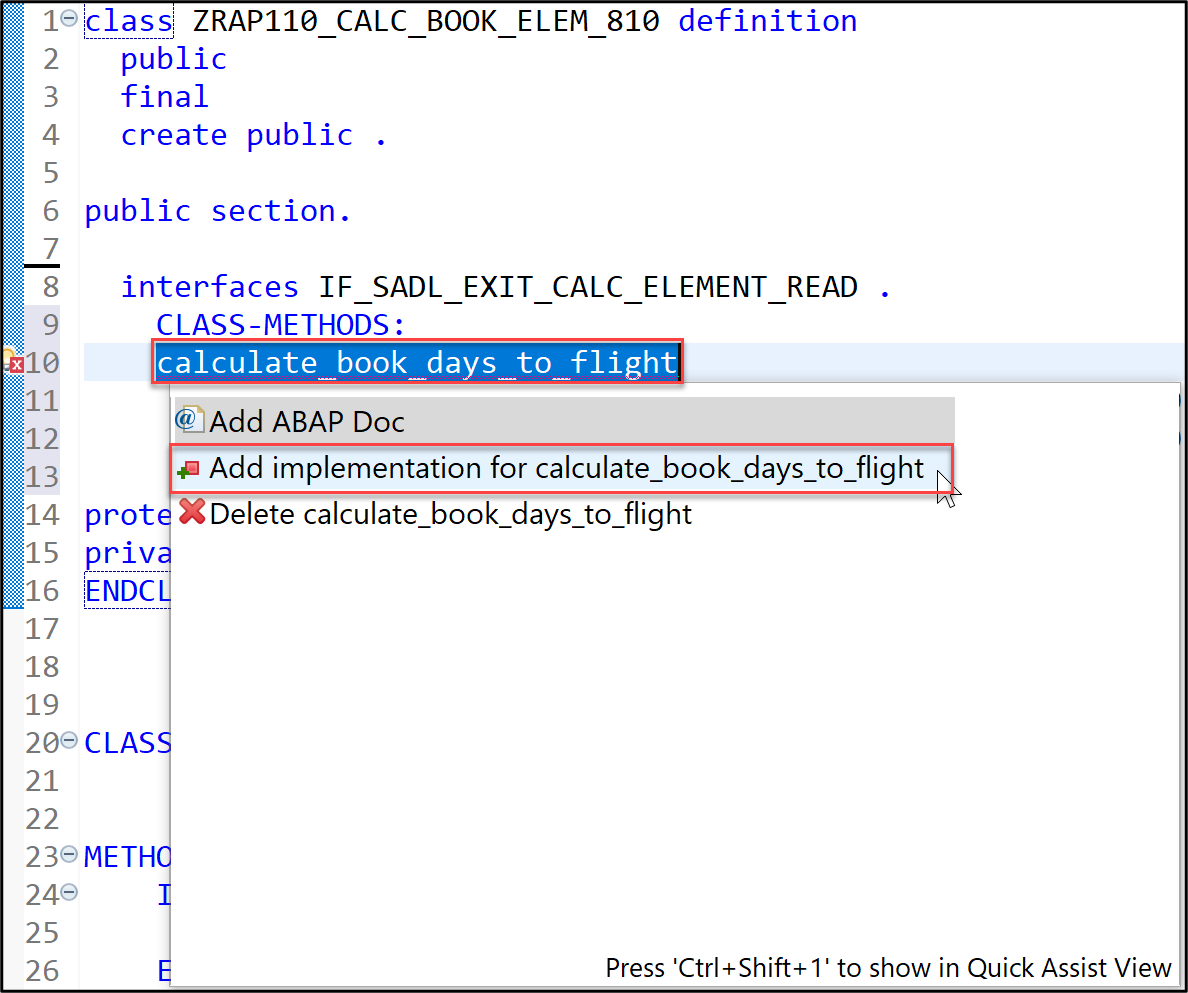 1 class ZRAP110_CALC_BOOK_ELEM_810 definition
2 public
3 final
4 create public .
5
6 public section.
7
8 interfaces IF_SADL_EXIT_CALC_ELEMENT_READ .
9 CLASS-METHODS:
10 calculate_book_days_to_flight
11
@ Add ABAP Doc
12
Add implementation for calculate_book_days_to_flight
13
Delete calculate_book_days_to_flight
14 prote
15 priva
16 ENDCL
17
18
19
20 CLASS
21
22
23 METHO
24 I
25
26 E
Press 'Ctrl+Shift+1' to show in Quick Assist View